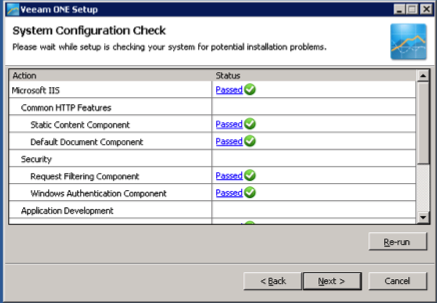 Veeam ONE Setup
System Configuration Check
Please wait while setup is checking your system for potential installation problems.
Action Status
Microsoft IIS Passed
Common HTTP Features
Static Content Component Passed
Default Document Component Passed
Security
Request Filtering Component Passed
Windows Authentication Component Passed
Application Development
Re-run
< Back Next > Cancel